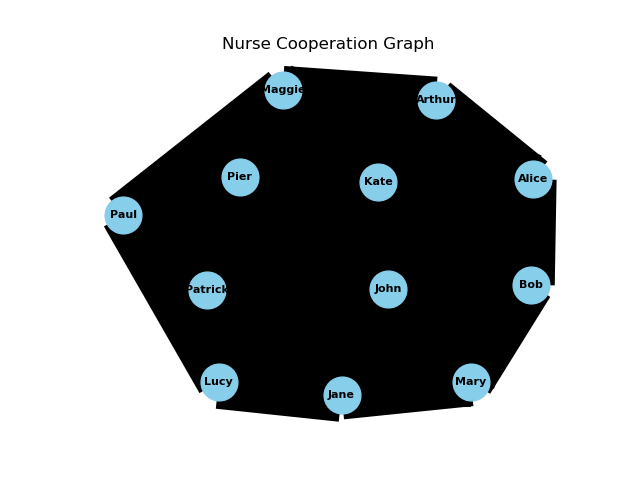 Nurse Cooperation Graph
Maggie
Arthur
Pier
Kate
Alice
Paul
Patrick
John
Bob
Lucy
Jane
Mary